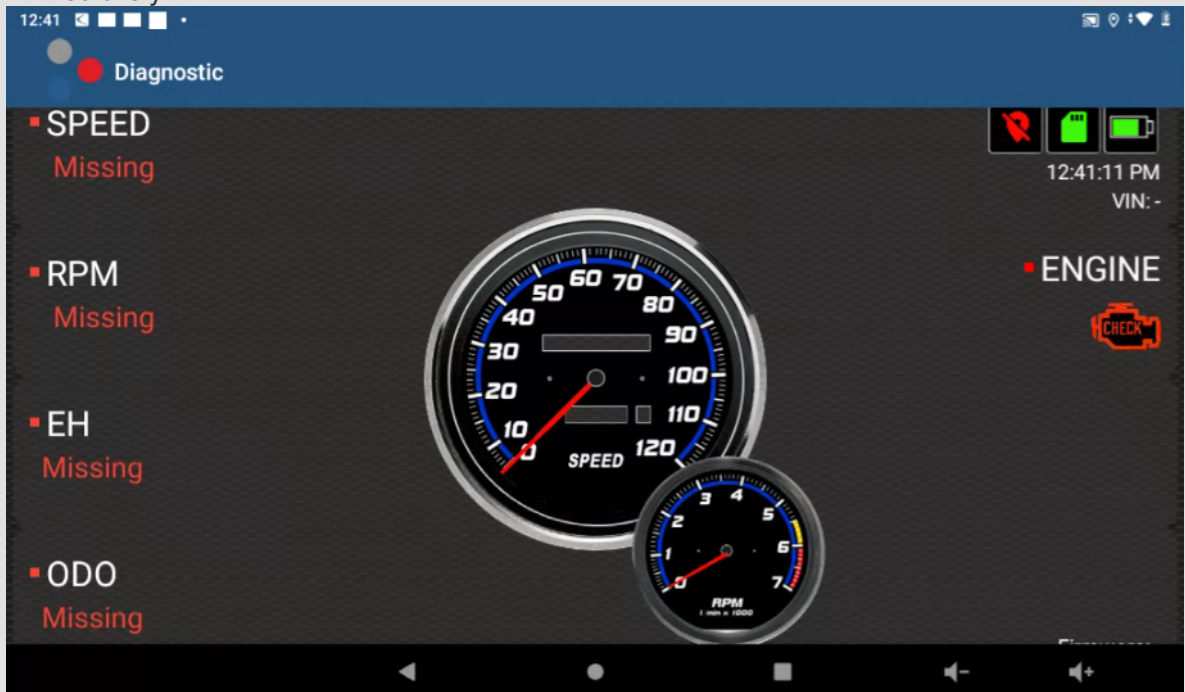 12:41
Diagnostic
SPEED
Missing
12:41:11 PM
VIN: -
RPM
Missing
ENGINE
CHECK
EH
Missing
ODO
Missing
0
10
20
30
40
50
60
70
80
90
100
110
120
SPEED
0
1
2
3
4
5
6
7
RPM
1 min x 1000